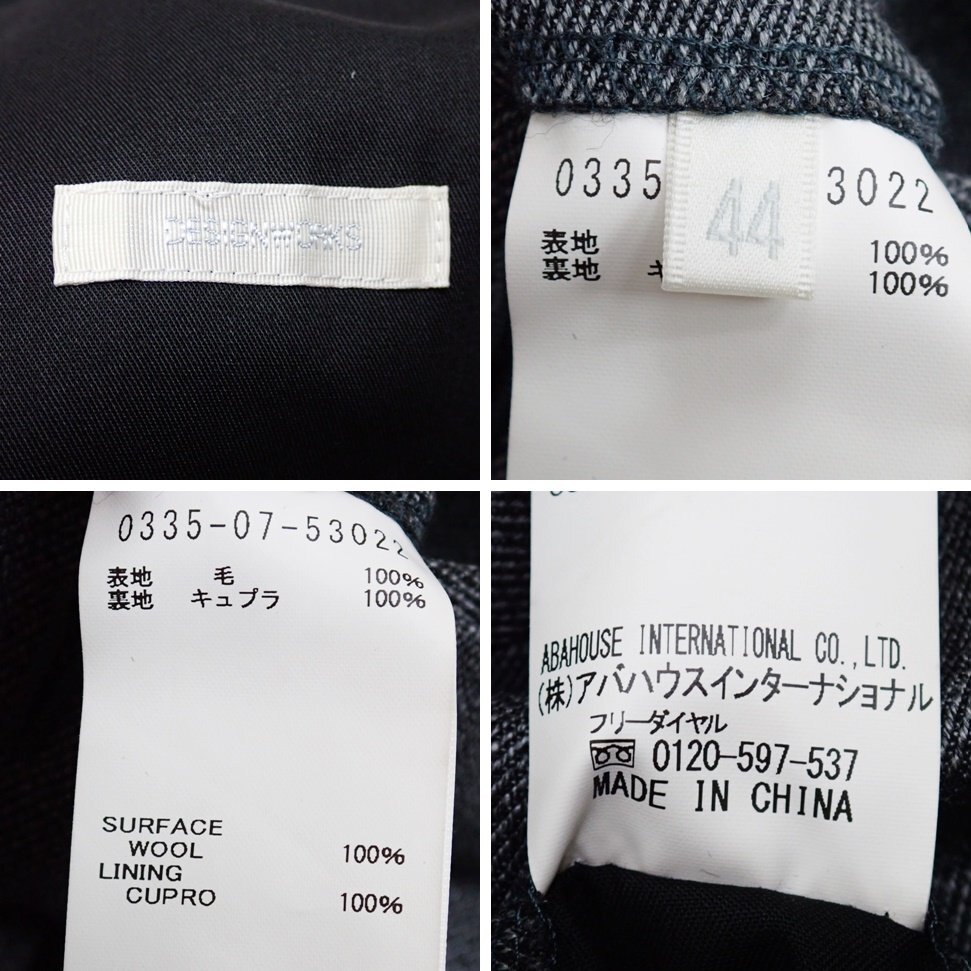 DESIGNWORKS
0335 3022
44
表地 100%
裏地 キ 100%
0335-07-53022
表地 毛 100%
裏地 キュプラ 100%
SURFACE
WOOL 100%
LINING
CUPRO 100%
ABAHOUSE INTERNATIONAL CO.,LTD.
(株)アバハウスインターナショナル
フリーダイヤル
0120-597-537
MADE IN CHINA